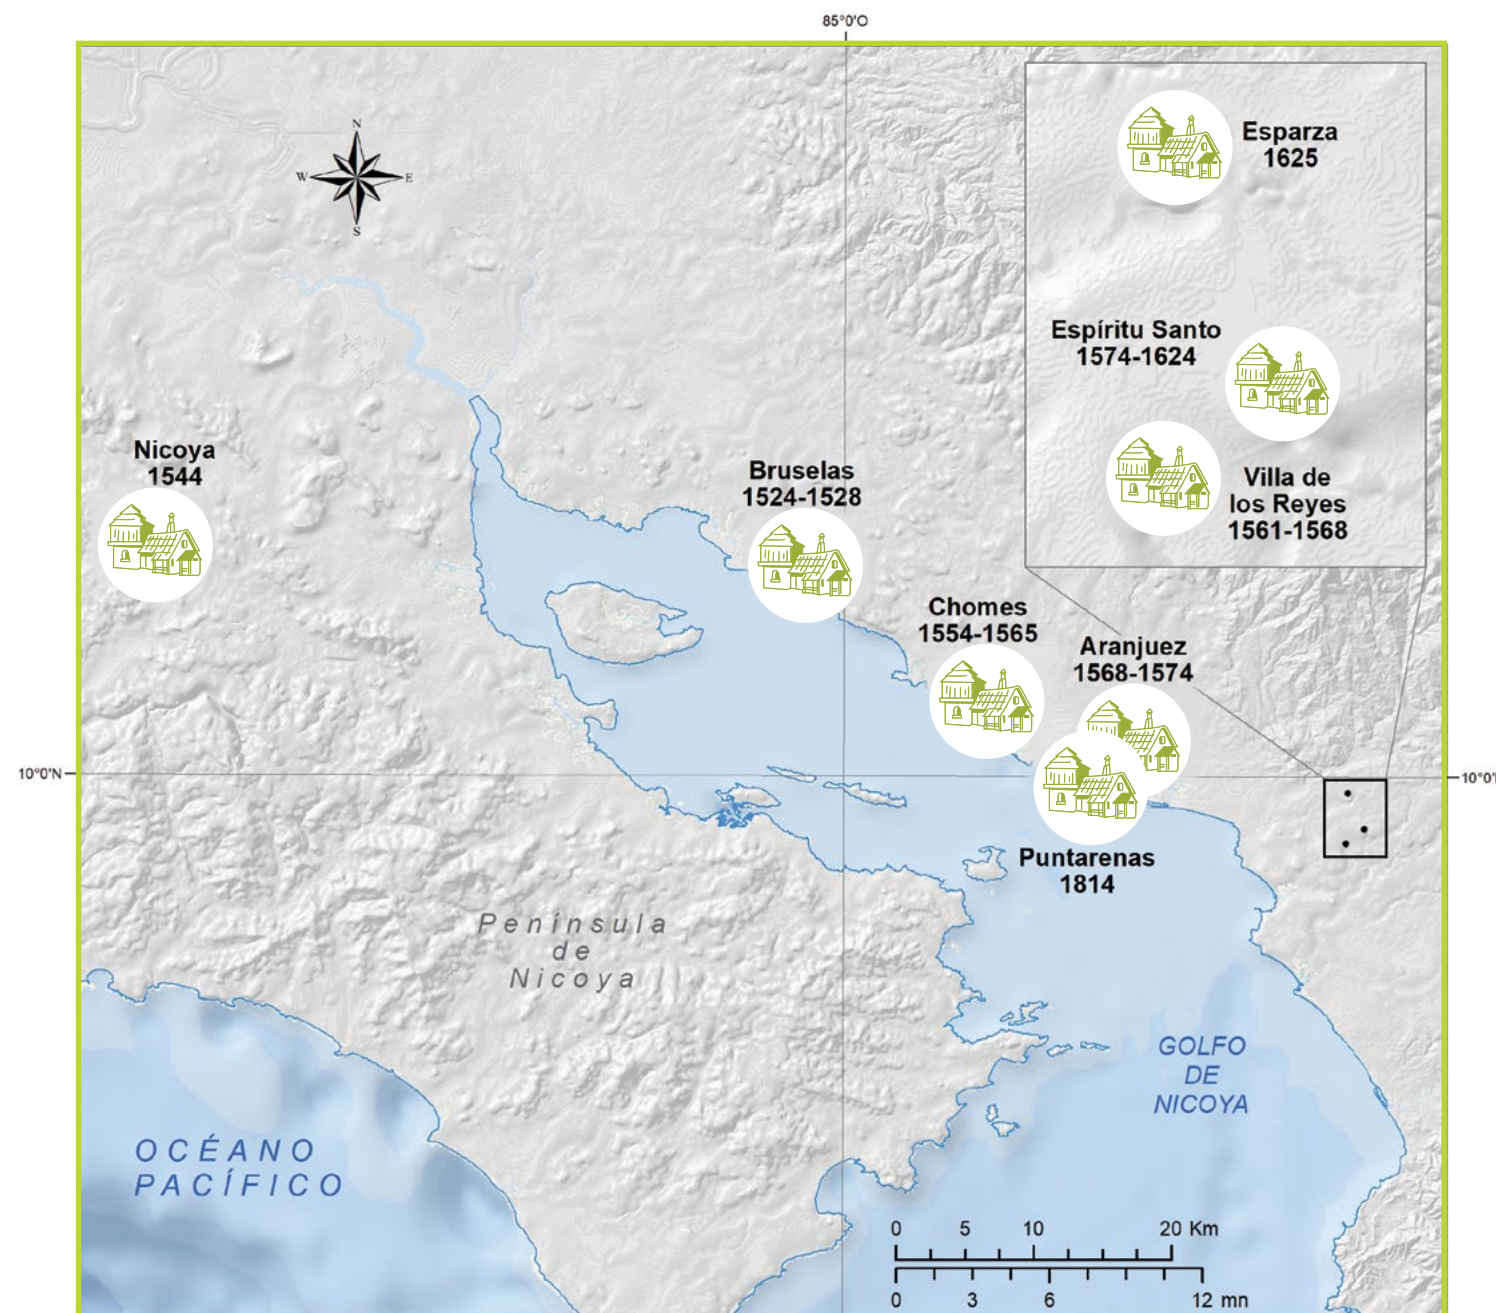 85°0'O
N
W
E
S
Esparza
1625
Espíritu Santo
1574-1624
Villa de
los Reyes
1561-1568
Nicoya
1544
Bruselas
1524-1528
Chomes
1554-1565
Aranjuez
1568-1574
10°0'N
10°0'
Puntarenas
1814
Península
de
Nicoya
GOLFO
DE
NICOYA
OCÉANO
PACÍFICO
0 5 10 20 Km
0 3 6 12 mn